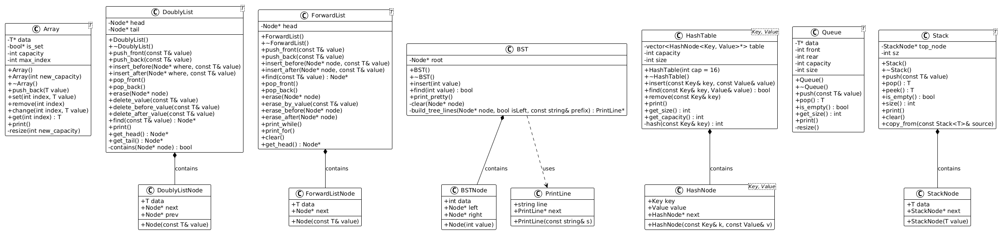 C Array
T
-T* data
-bool* is_set
-int capacity
-int max_index
+Array()
+Array(int new_capacity)
+~Array()
+push_back(T value)
+set(int index, T value)
+remove(int index)
+change(int index, T value)
+get(int index) : T
+print()
-resize(int new_capacity)
C DoublyList
T
-Node* head
-Node* tail
+DoublyList()
+~DoublyList()
+push_front(const T& value)
+push_back(const T& value)
+insert_before(Node* where, const T& value)
+insert_after(Node* where, const T& value)
+pop_front()
+pop_back()
+erase(Node* node)
+delete_value(const T& value)
+delete_before_value(const T& value)
+delete_after_value(const T& value)
+find(const T& value) : Node*
+print()
+get_head() : Node*
+get_tail() : Node*
-contains(Node* node) : bool
contains
C DoublyListNode
+T data
+Node* next
+Node* prev
+Node(const T& value)
C ForwardList
T
-Node* head
+ForwardList()
+~ForwardList()
+push_front(const T& value)
+push_back(const T& value)
+insert_before(Node* node, const T& value)
+insert_after(Node* node, const T& value)
+find(const T& value) : Node*
+pop_front()
+pop_back()
+erase(Node* node)
+erase_by_value(const T& value)
+erase_before(Node* node)
+erase_after(Node* node)
+print_while()
+print_for()
+clear()
+get_head() : Node*
contains
C ForwardListNode
+T data
+Node* next
+Node(const T& value)
C BST
-Node* root
+BST()
+~BST()
+insert(int value)
+find(int value) : bool
+print_pretty()
-clear(Node* node)
-build_tree_lines(Node* node, bool isLeft, const string& prefix) : PrintLine*
contains
uses
C BSTNode
+int data
+Node* left
+Node* right
+Node(int value)
C PrintLine
+string line
+PrintLine* next
+PrintLine(const string& s)
C HashTable
Key, Value
-vector<HashNode<Key, Value>*> table
-int capacity
-int size
+HashTable(int cap = 16)
+~HashTable()
+insert(const Key& key, const Value& value)
+find(const Key& key, Value& value) : bool
+remove(const Key& key)
+print()
+get_size() : int
+get_capacity() : int
-hash(const Key& key) : int
contains
C HashNode
Key, Value
+Key key
+Value value
+HashNode* next
+HashNode(const Key& k, const Value& v)
C Queue
T
-T* data
-int front
-int rear
-int capacity
-int size
+Queue()
+~Queue()
+push(const T& value)
+pop() : T
+is_empty() : bool
+get_size() : int
+print()
-resize()
C Stack
T
-StackNode* top_node
-int sz
+Stack()
+~Stack()
+push(const T& value)
+pop() : T
+peek() : T
+is_empty() : bool
+size() : int
+print()
+clear()
+copy_from(const Stack<T>& source)
contains
C StackNode
+T data
+StackNode* next
+StackNode(T value)